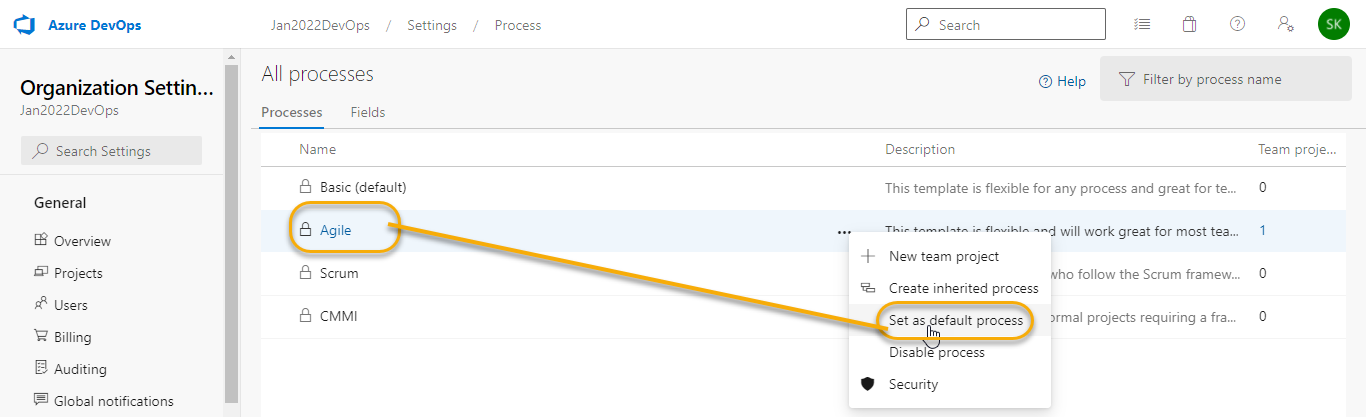 Azure DevOps
Jan2022DevOps / Settings / Process
Search
SK
Organization Settin...
Jan2022DevOps
Search Settings
General
Overview
Projects
Users
Billing
Auditing
Global notifications
All processes
Help
Filter by process name
Processes Fields
Name Description Team proje...
Basic (default) This template is flexible for any process and great for te... 0
Agile ... This template is flexible and will work great for most tea... 1
Scrum who follow the Scrum framew... 0
CMMI ormal projects requiring a fra... 0
New team project
Create inherited process
Set as default process
Disable process
Security